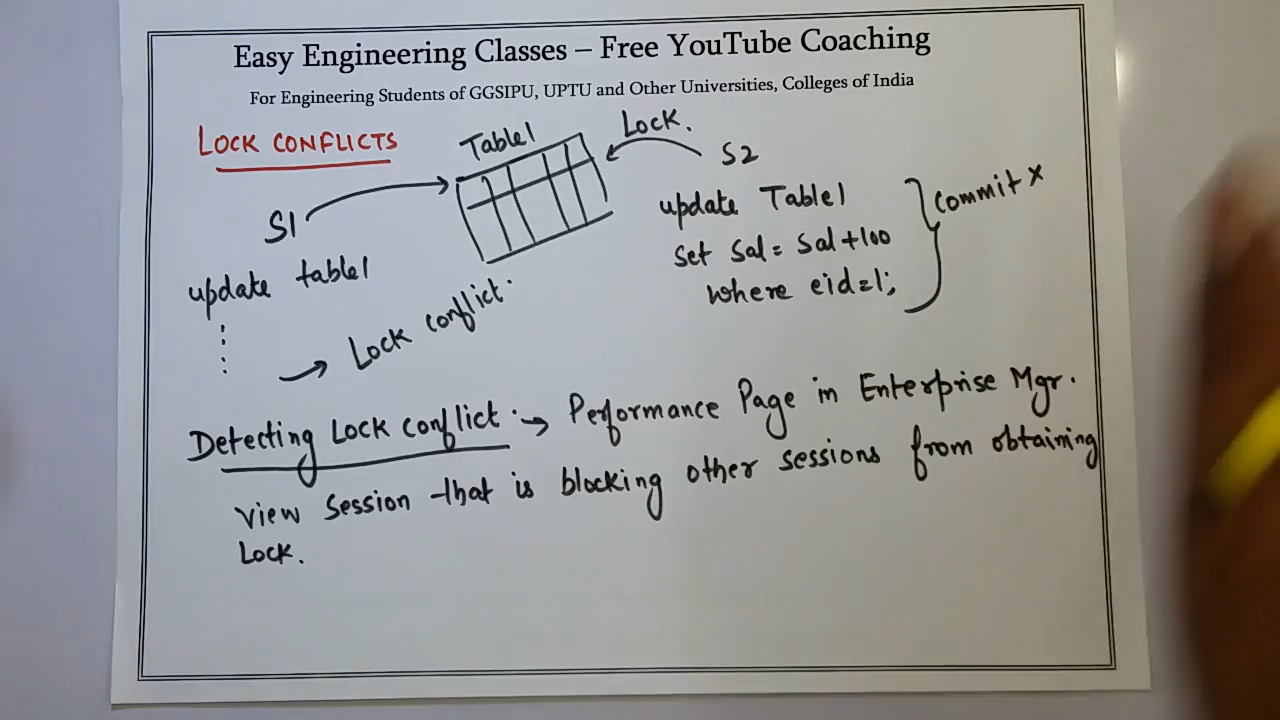 Easy Engineering Classes – Free YouTube Coaching
For Engineering Students of GGSIPU, UPTU and Other Universities, Colleges of India
LOCK CONFLICTS
Table1
Lock.
S1
S2
update table1
update Table1
set sal = sal+100
where eid=1;
commit x
Lock conflict.
Detecting Lock conflict. → Performance Page in Enterprise Mgr.
view session that is blocking other sessions from obtaining
Lock.